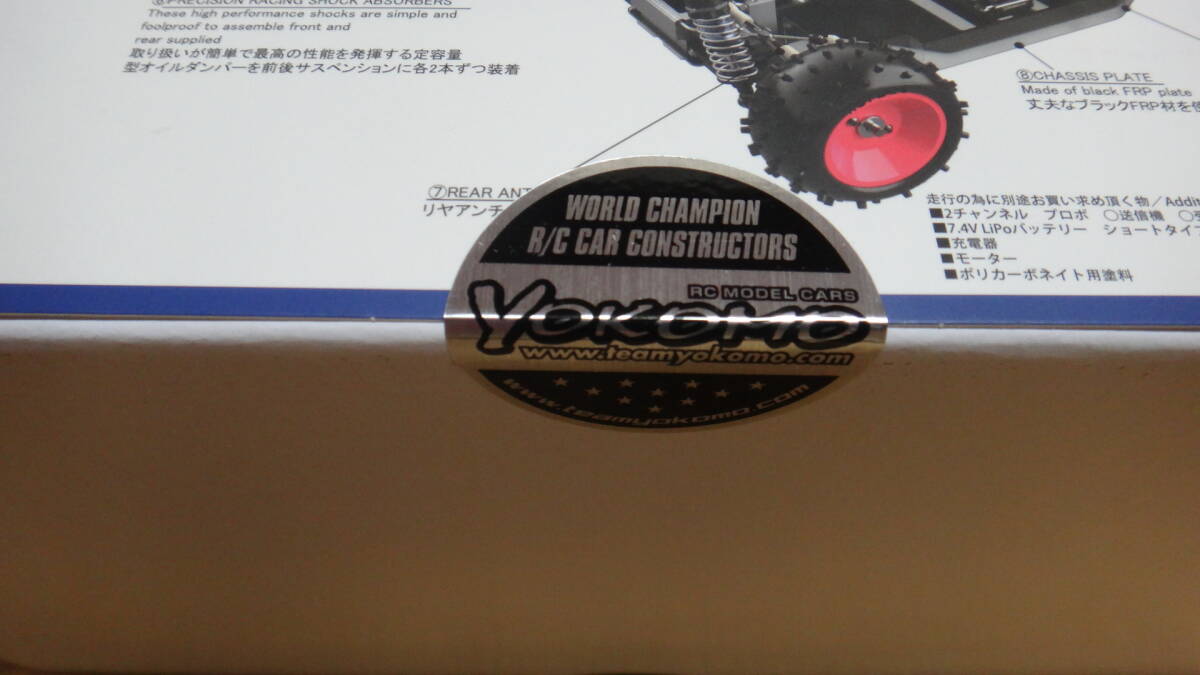 ⑥PRECISION RACING SHOCK ABSORBERS
These high performance shocks are simple and
foolproof to assemble front and
rear supplied
取り扱いが簡単で最高の性能を発揮する定容量
型オイルダンパーを前後サスペンションに各2本ずつ装着
⑧CHASSIS PLATE
Made of black FRP plate
丈夫なブラックFRP材を使
⑦REAR ANT
リヤアンチ
走行の為に別途お買い求め頂く物/Addit
■2チャンネル プロポ ○送信機
■7.4V LiPoバッテリー ショートタイプ
■充電器
■モーター
■ポリカーボネイト用塗料
WORLD CHAMPION
R/C CAR CONSTRUCTORS
RC MODEL CARS
YOKOMO
www.teamyokomo.com
www.teamyokomo.com